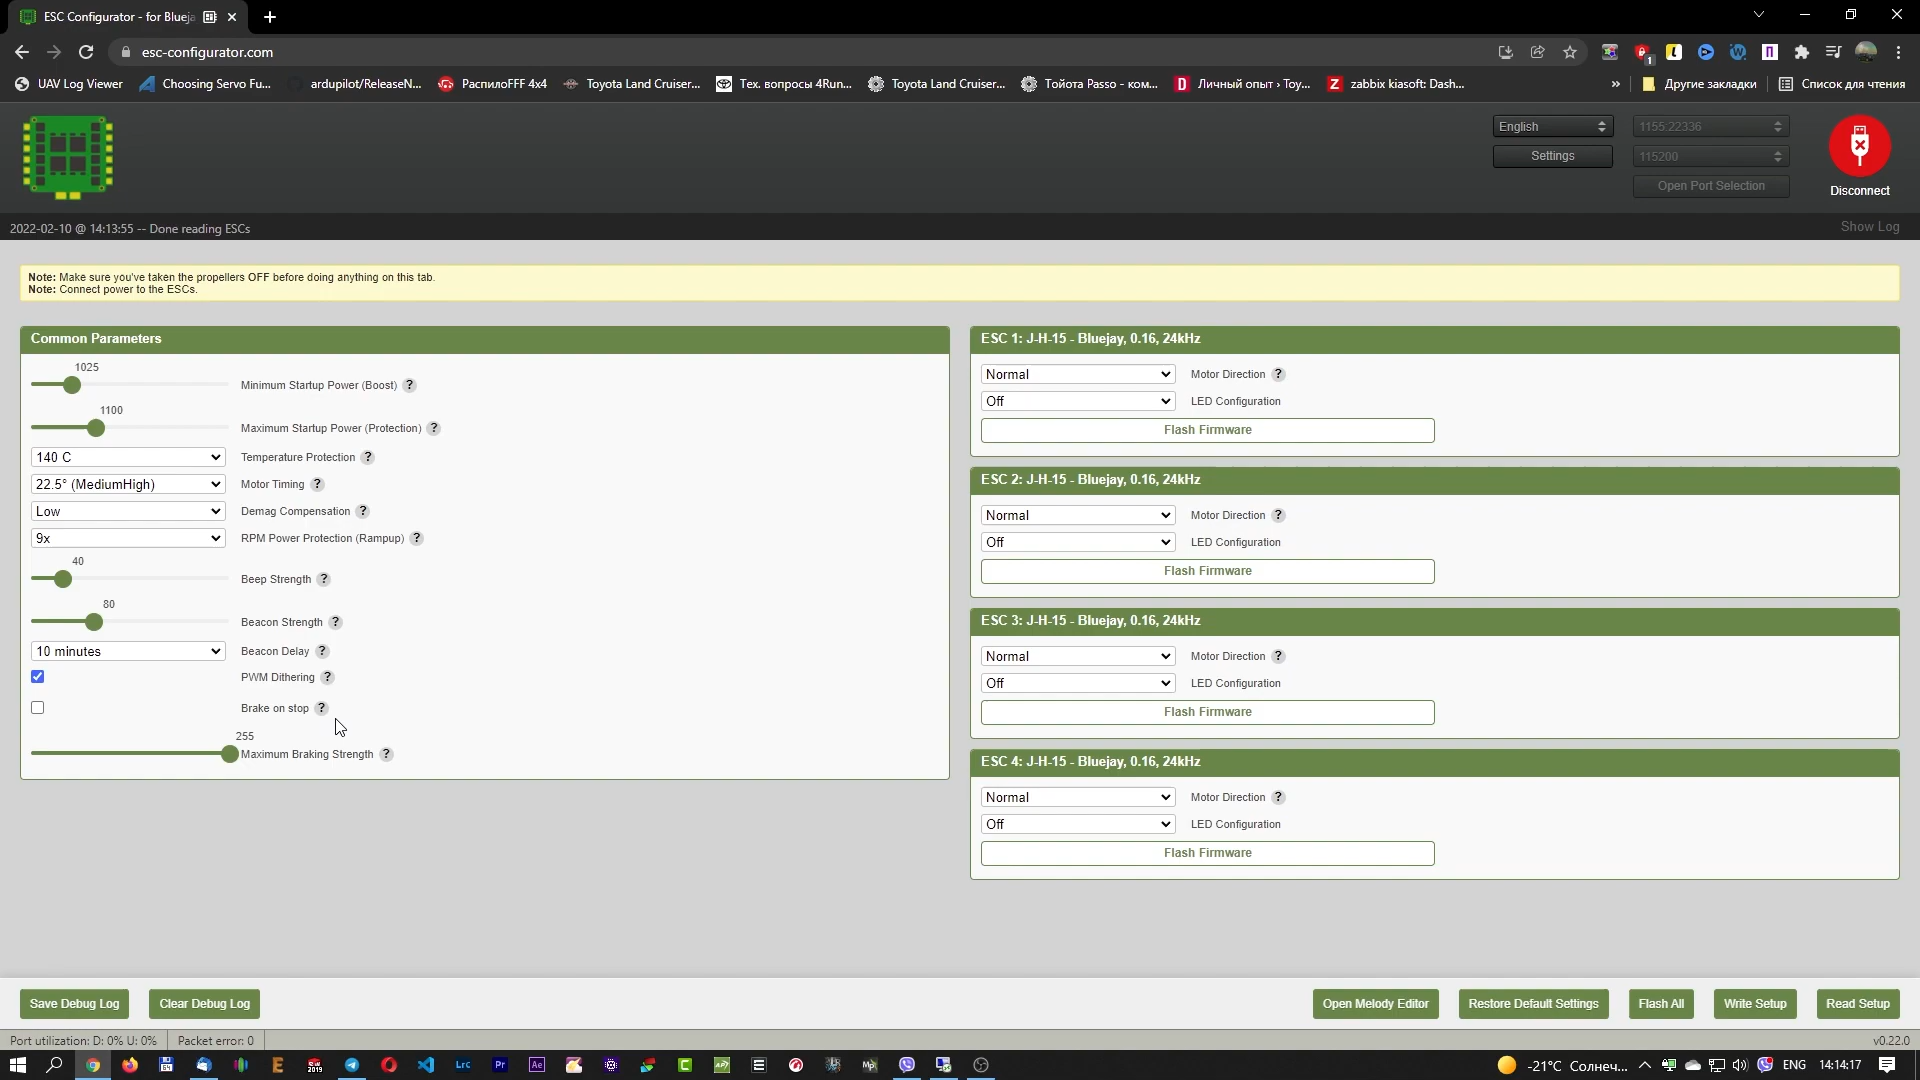 ESC Configurator - for Blueja
esc-configurator.com
1
UAV Log Viewer
Choosing Servo Fu...
ardupilot/ReleaseN...
РаспилоFFF 4x4
Toyota Land Cruiser...
Тех. вопросы 4Run...
Toyota Land Cruiser...
Тойота Passo - ком...
Личный опыт › Toy...
zabbix kiasoft: Dash...
»
Другие закладки
Список для чтения
English
1155:22336
Settings
115200
Open Port Selection
Disconnect
2022-02-10 @ 14:13:55 -- Done reading ESCs
Show Log
Note: Make sure you've taken the propellers OFF before doing anything on this tab.
Note: Connect power to the ESCs.
Common Parameters
1025
Minimum Startup Power (Boost) ?
1100
Maximum Startup Power (Protection) ?
140 C
Temperature Protection ?
22.5° (MediumHigh)
Motor Timing ?
Low
Demag Compensation ?
9x
RPM Power Protection (Rampup) ?
40
Beep Strength ?
80
Beacon Strength ?
10 minutes
Beacon Delay ?
PWM Dithering ?
Brake on stop ?
255
Maximum Braking Strength ?
ESC 1: J-H-15 - Bluejay, 0.16, 24kHz
Normal
Motor Direction ?
Off
LED Configuration
Flash Firmware
ESC 2: J-H-15 - Bluejay, 0.16, 24kHz
Normal
Motor Direction ?
Off
LED Configuration
Flash Firmware
ESC 3: J-H-15 - Bluejay, 0.16, 24kHz
Normal
Motor Direction ?
Off
LED Configuration
Flash Firmware
ESC 4: J-H-15 - Bluejay, 0.16, 24kHz
Normal
Motor Direction ?
Off
LED Configuration
Flash Firmware
Save Debug Log
Clear Debug Log
Open Melody Editor
Restore Default Settings
Flash All
Write Setup
Read Setup
Port utilization: D: 0% U: 0%
Packet error: 0
v0.22.0
Lrc
Pr
Ae
-21°C Солнеч...
ENG
14:14:17